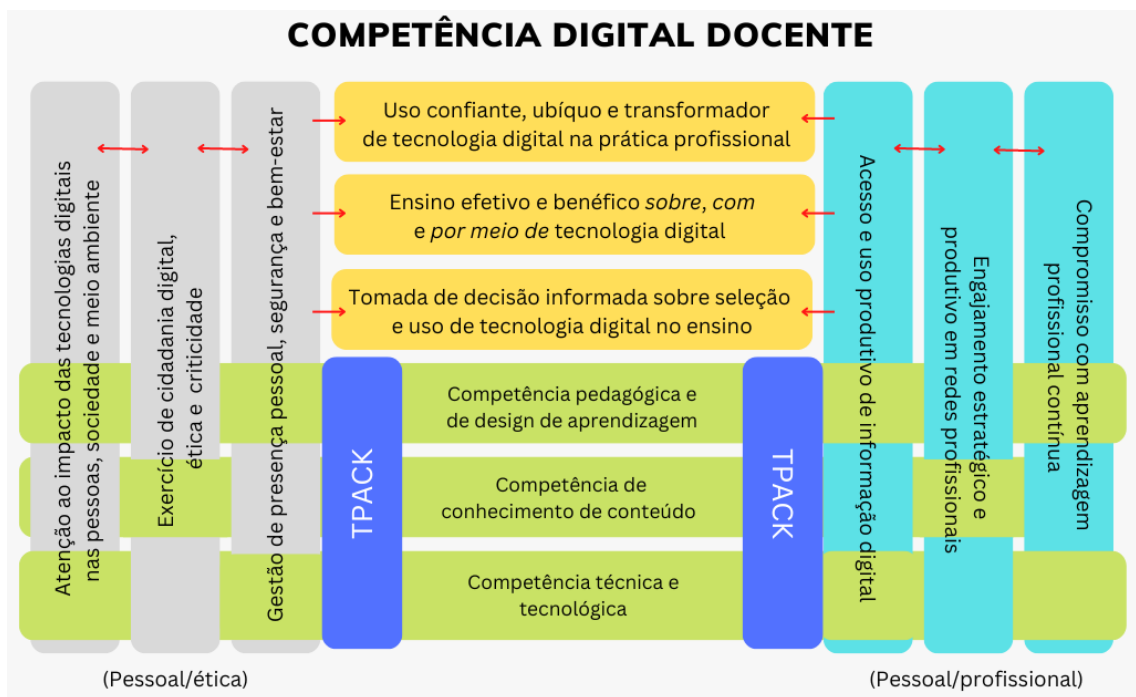 COMPETÊNCIA DIGITAL DOCENTE
Atenção ao impacto das tecnologias digitais
nas pessoas, sociedade e meio ambiente
Exercício de cidadania digital,
ética e criticidade
Gestão de presença pessoal, segurança e bem-estar
Uso confiante, ubíquo e transformador
de tecnologia digital na prática profissional
Ensino efetivo e benéfico sobre, com
e por meio de tecnologia digital
Tomada de decisão informada sobre seleção
e uso de tecnologia digital no ensino
TPACK
Competência pedagógica e
de design de aprendizagem
Competência de
conhecimento de conteúdo
Competência técnica e
tecnológica
TPACK
Acesso e uso produtivo de informação digital
Engajamento estratégico e
produtivo em redes profissionais
Compromisso com aprendizagem
profissional contínua
(Pessoal/ética)
(Pessoal/profissional)